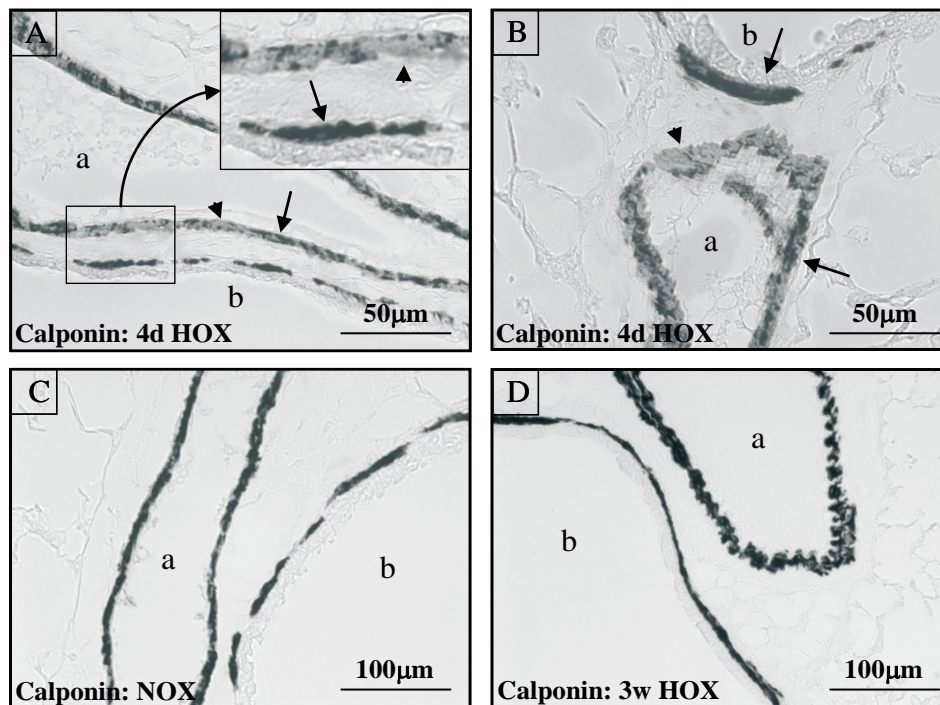 A
a
b
Calponin: 4d HOX
50μm
B
b
a
Calponin: 4d HOX
50μm
C
a
b
Calponin: NOX
100μm
D
a
b
Calponin: 3w HOX
100μm